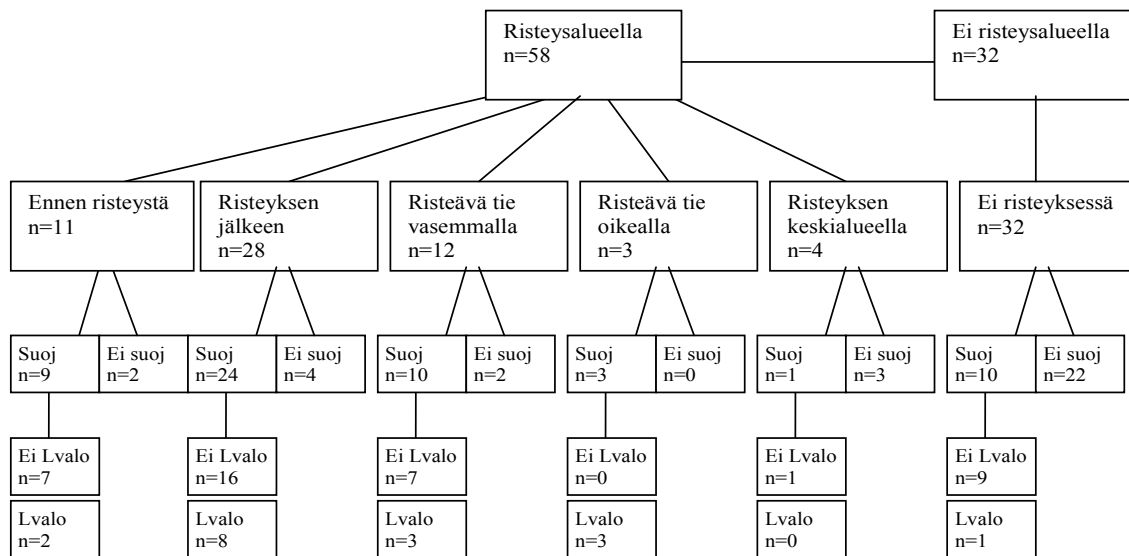 Risteysalueella
n=58
Ei risteysalueella
n=32
Ennen risteystä
n=11
Risteyksen
jälkeen
n=28
Risteävä tie
vasemmalla
n=12
Risteävä tie
oikealla
n=3
Risteyksen
keskialueella
n=4
Ei risteyksessä
n=32
Suoj
n=9
Ei suoj
n=2
Suoj
n=24
Ei suoj
n=4
Suoj
n=10
Ei suoj
n=2
Suoj
n=3
Ei suoj
n=0
Suoj
n=1
Ei suoj
n=3
Suoj
n=10
Ei suoj
n=22
Ei Lvalo
n=7
Ei Lvalo
n=16
Ei Lvalo
n=7
Ei Lvalo
n=0
Ei Lvalo
n=1
Ei Lvalo
n=9
Lvalo
n=2
Lvalo
n=8
Lvalo
n=3
Lvalo
n=3
Lvalo
n=0
Lvalo
n=1